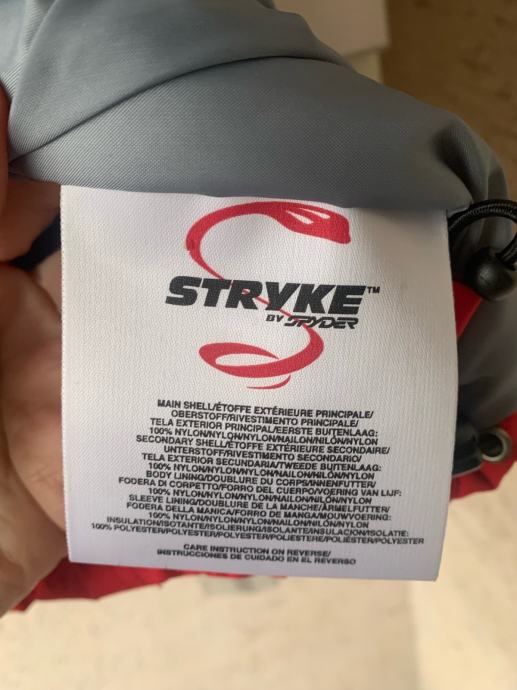 STRYKE™
BY SPYDER
MAIN SHELL/ÉTOFFE EXTÉRIEURE PRINCIPALE/
OBERSTOFF/RIVESTIMENTO PRINCIPALE/
TELA EXTERIOR PRINCIPAL/EERSTE BUITENLAAG:
100% NYLON/NYLON/NYLON/NAILON/NILÓN/NYLON
SECONDARY SHELL/ÉTOFFE EXTÉRIEURE SECONDAIRE/
UNTERSTOFF/RIVESTIMENTO SECONDARIO/
TELA EXTERIOR SECUNDARIA/TWEEDE BUITENLAAG:
100% NYLON/NYLON/NYLON/NAILON/NILÓN/NYLON
BODY LINING/DOUBLURE DU CORPS/INNENFUTTER/
FODERA DI CORPETTO/FORRO DEL CUERPO/VOERING VAN LIJF:
100% NYLON/NYLON/NYLON/NAILON/NILÓN/NYLON
SLEEVE LINING/DOUBLURE DE LA MANCHE/ÄRMELFUTTER/
FODERA DELLA MANICA/FORRO DE MANGA/MOUWVOERING:
100% NYLON/NYLON/NYLON/NAILON/NILÓN/NYLON
INSULATION/ISOTANTE/ISOLIERUNG/ISOLANTE/INSULACION/ISOLATIE:
100% POLYESTER/POLYESTER/POLYESTER/POLIESTERE/POLIÉSTER/POLYESTER
CARE INSTRUCTION ON REVERSE/
INSTRUCCIONES DE CUIDADO EN EL REVERSO